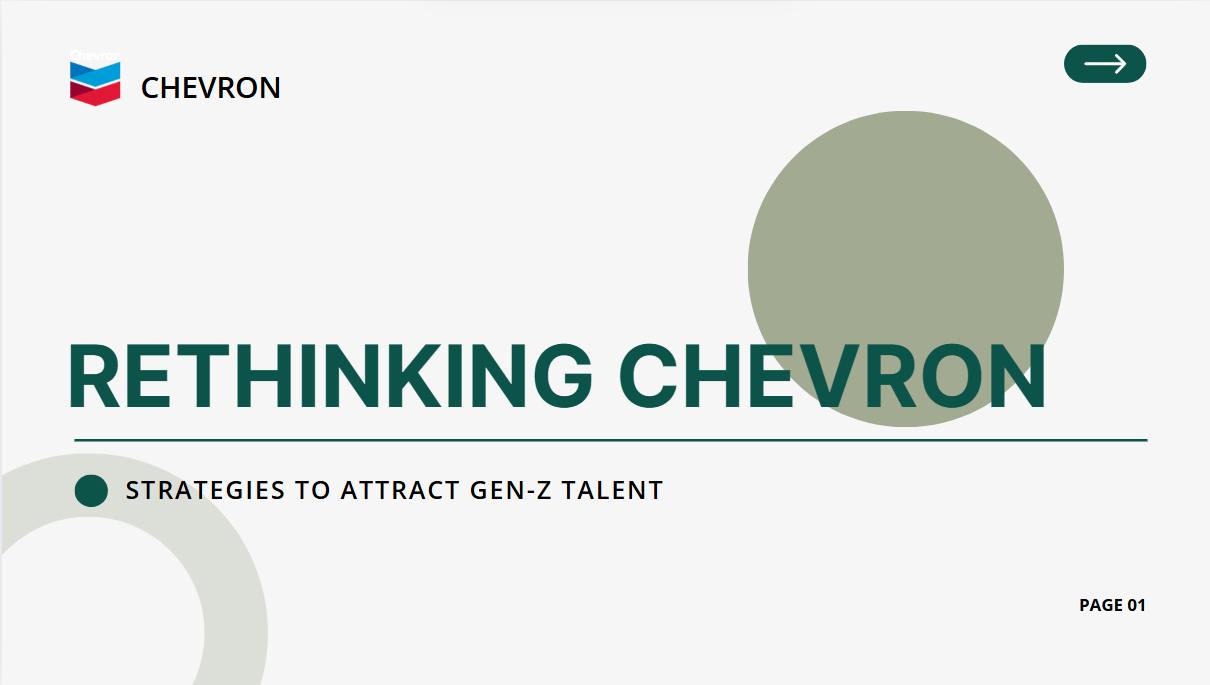 Chevron
CHEVRON
RETHINKING CHEVRON
STRATEGIES TO ATTRACT GEN-Z TALENT
PAGE 01